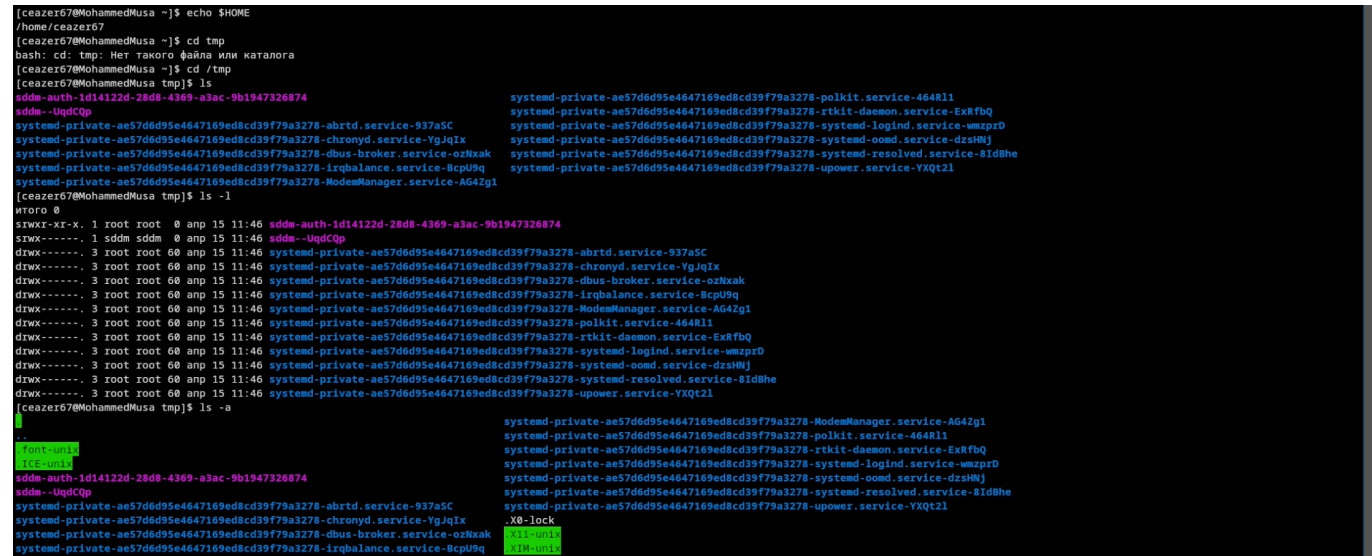 [ceazer67@MohammedMusa ~]$ echo $HOME
/home/ceazer67
[ceazer67@MohammedMusa ~]$ cd tmp
bash: cd: tmp: Нет такого файла или каталога
[ceazer67@MohammedMusa ~]$ cd /tmp
[ceazer67@MohammedMusa tmp]$ ls
sddm-auth-1d14122d-28d8-4369-a3ac-9b1947326874 systemd-private-ae57d6d95e4647169ed8cd39f79a3278-polkit.service-464Rl1
sddm--UqdCQp systemd-private-ae57d6d95e4647169ed8cd39f79a3278-rtkit-daemon.service-ExRfbQ
systemd-private-ae57d6d95e4647169ed8cd39f79a3278-abrtd.service-937aSC systemd-private-ae57d6d95e4647169ed8cd39f79a3278-systemd-logind.service-wmzprD
systemd-private-ae57d6d95e4647169ed8cd39f79a3278-chronyd.service-YgJqIx systemd-private-ae57d6d95e4647169ed8cd39f79a3278-systemd-oomd.service-dzsHNj
systemd-private-ae57d6d95e4647169ed8cd39f79a3278-dbus-broker.service-ozNxak systemd-private-ae57d6d95e4647169ed8cd39f79a3278-systemd-resolved.service-8IdBhe
systemd-private-ae57d6d95e4647169ed8cd39f79a3278-irqbalance.service-BcpU9q systemd-private-ae57d6d95e4647169ed8cd39f79a3278-upower.service-YXQt2l
systemd-private-ae57d6d95e4647169ed8cd39f79a3278-ModemManager.service-AG4Zg1
[ceazer67@MohammedMusa tmp]$ ls -l
итого 0
srwxr-xr-x. 1 root root 0 апр 15 11:46 sddm-auth-1d14122d-28d8-4369-a3ac-9b1947326874
srwx------. 1 sddm sddm 0 апр 15 11:46 sddm--UqdCQp
drwx------. 3 root root 60 апр 15 11:46 systemd-private-ae57d6d95e4647169ed8cd39f79a3278-abrtd.service-937aSC
drwx------. 3 root root 60 апр 15 11:46 systemd-private-ae57d6d95e4647169ed8cd39f79a3278-chronyd.service-YgJqIx
drwx------. 3 root root 60 апр 15 11:46 systemd-private-ae57d6d95e4647169ed8cd39f79a3278-dbus-broker.service-ozNxak
drwx------. 3 root root 60 апр 15 11:46 systemd-private-ae57d6d95e4647169ed8cd39f79a3278-irqbalance.service-BcpU9q
drwx------. 3 root root 60 апр 15 11:46 systemd-private-ae57d6d95e4647169ed8cd39f79a3278-ModemManager.service-AG4Zg1
drwx------. 3 root root 60 апр 15 11:46 systemd-private-ae57d6d95e4647169ed8cd39f79a3278-polkit.service-464Rl1
drwx------. 3 root root 60 апр 15 11:46 systemd-private-ae57d6d95e4647169ed8cd39f79a3278-rtkit-daemon.service-ExRfbQ
drwx------. 3 root root 60 апр 15 11:46 systemd-private-ae57d6d95e4647169ed8cd39f79a3278-systemd-logind.service-wmzprD
drwx------. 3 root root 60 апр 15 11:46 systemd-private-ae57d6d95e4647169ed8cd39f79a3278-systemd-oomd.service-dzsHNj
drwx------. 3 root root 60 апр 15 11:46 systemd-private-ae57d6d95e4647169ed8cd39f79a3278-systemd-resolved.service-8IdBhe
drwx------. 3 root root 60 апр 15 11:46 systemd-private-ae57d6d95e4647169ed8cd39f79a3278-upower.service-YXQt2l
[ceazer67@MohammedMusa tmp]$ ls -a
. systemd-private-ae57d6d95e4647169ed8cd39f79a3278-ModemManager.service-AG4Zg1
.. systemd-private-ae57d6d95e4647169ed8cd39f79a3278-polkit.service-464Rl1
.font-unix systemd-private-ae57d6d95e4647169ed8cd39f79a3278-rtkit-daemon.service-ExRfbQ
.ICE-unix systemd-private-ae57d6d95e4647169ed8cd39f79a3278-systemd-logind.service-wmzprD
sddm-auth-1d14122d-28d8-4369-a3ac-9b1947326874 systemd-private-ae57d6d95e4647169ed8cd39f79a3278-systemd-oomd.service-dzsHNj
sddm--UqdCQp systemd-private-ae57d6d95e4647169ed8cd39f79a3278-systemd-resolved.service-8IdBhe
systemd-private-ae57d6d95e4647169ed8cd39f79a3278-abrtd.service-937aSC systemd-private-ae57d6d95e4647169ed8cd39f79a3278-upower.service-YXQt2l
systemd-private-ae57d6d95e4647169ed8cd39f79a3278-chronyd.service-YgJqIx .X0-lock
systemd-private-ae57d6d95e4647169ed8cd39f79a3278-dbus-broker.service-ozNxak .X11-unix
systemd-private-ae57d6d95e4647169ed8cd39f79a3278-irqbalance.service-BcpU9q .XIM-unix